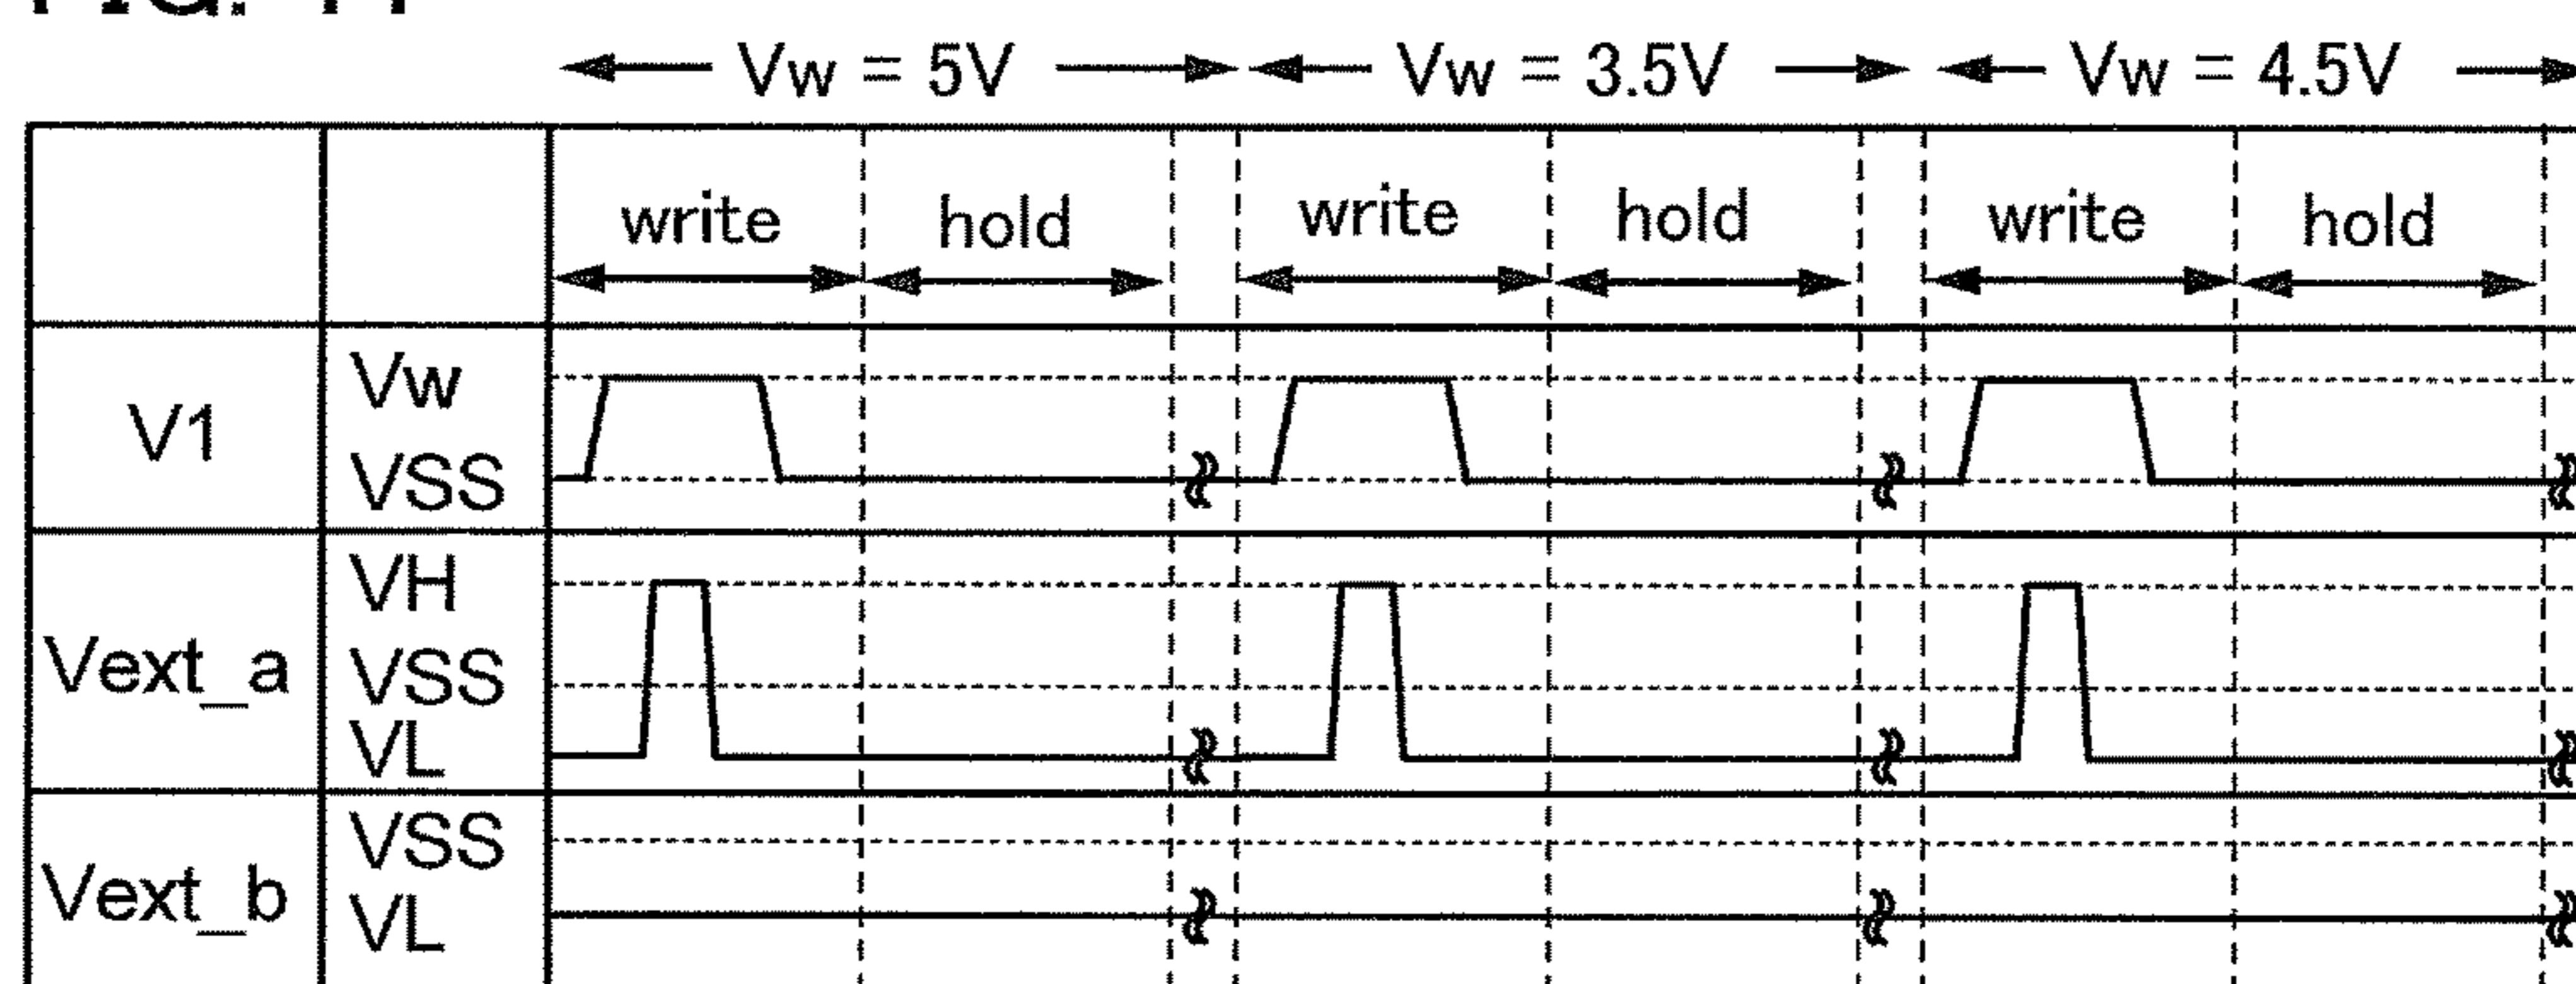 Vw = 5V Vw = 3.5V Vw = 4.5V
write hold write hold write hold
V1
Vw
VSS
Vext_a
VH
VSS
VL
Vext_b
VSS
VL